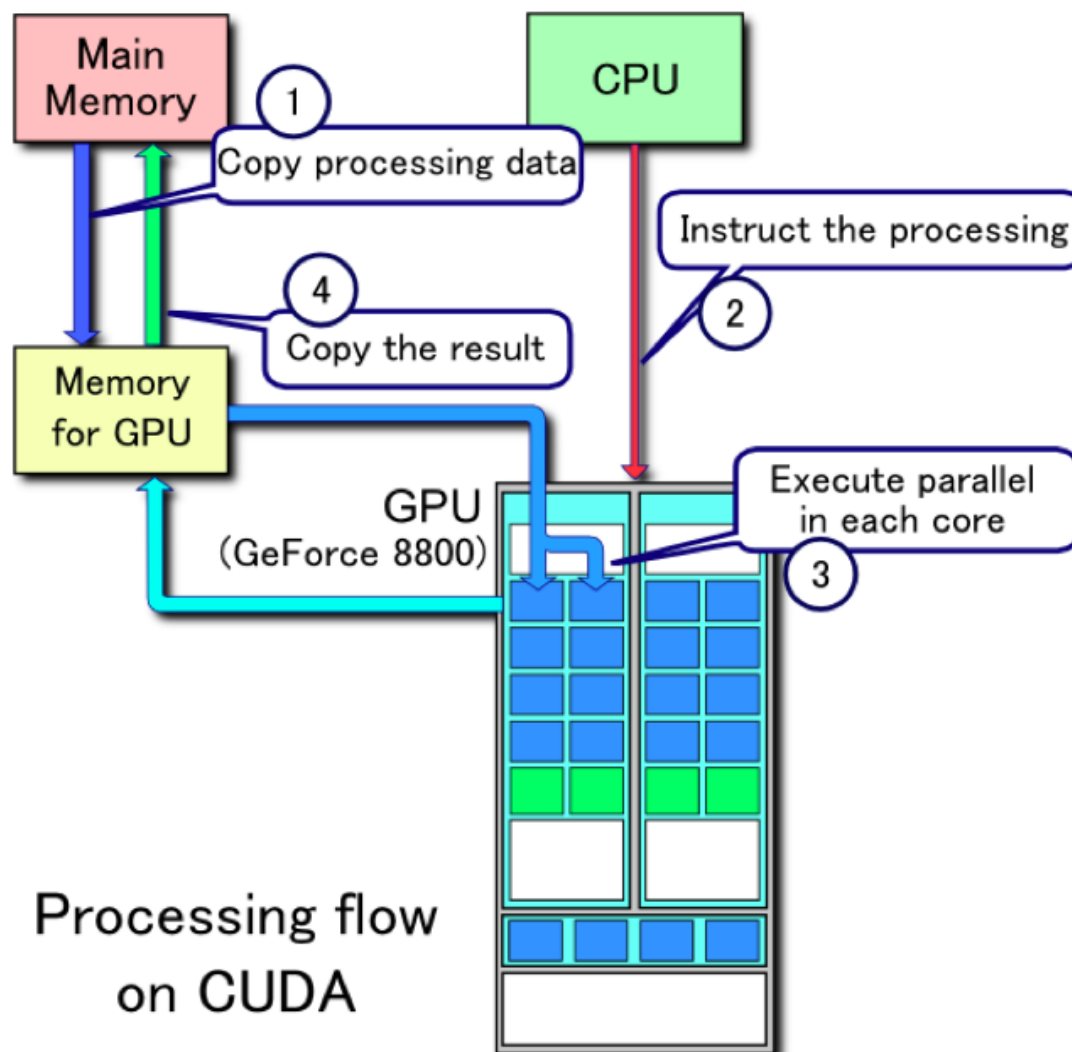 Main
Memory
CPU
1
Copy processing data
Instruct the processing
2
4
Copy the result
Memory
for GPU
Execute parallel
in each core
3
GPU
(GeForce 8800)
Processing flow
on CUDA